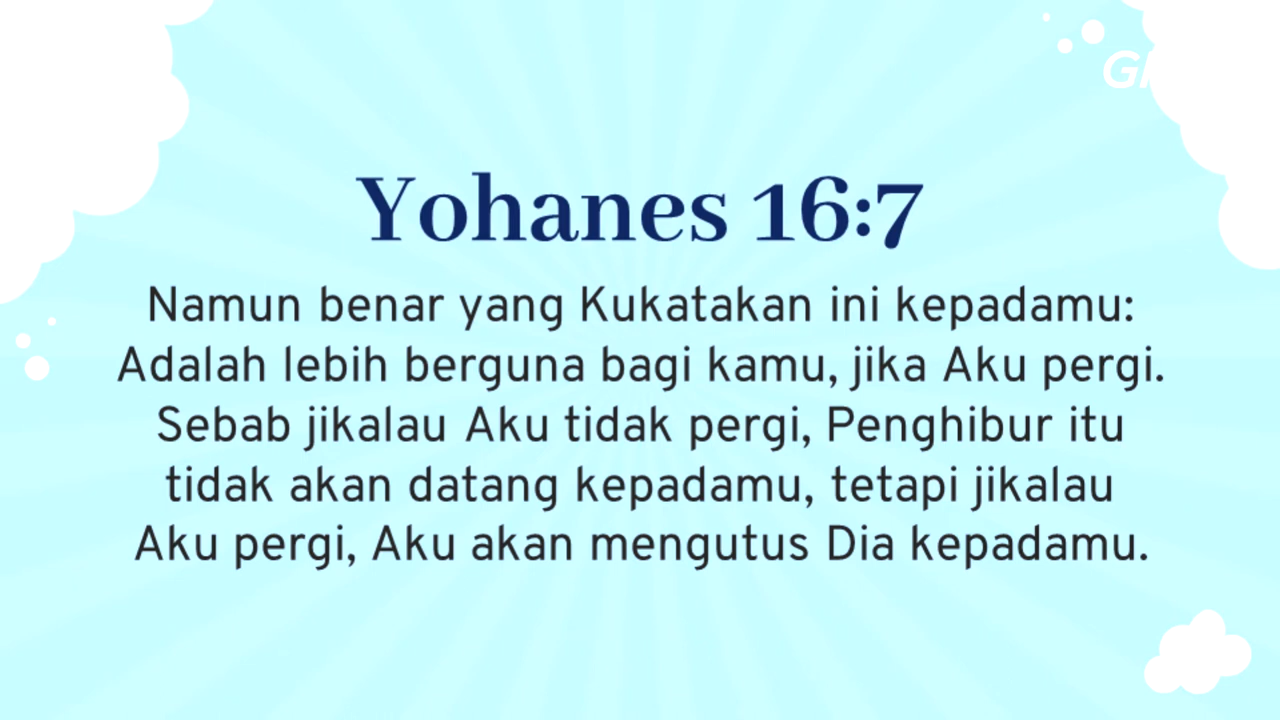 Yohanes 16:7
Namun benar yang Kukatakan ini kepadamu:
Adalah lebih berguna bagi kamu, jika Aku pergi.
Sebab jikalau Aku tidak pergi, Penghibur itu
tidak akan datang kepadamu, tetapi jikalau
Aku pergi, Aku akan mengutus Dia kepadamu.